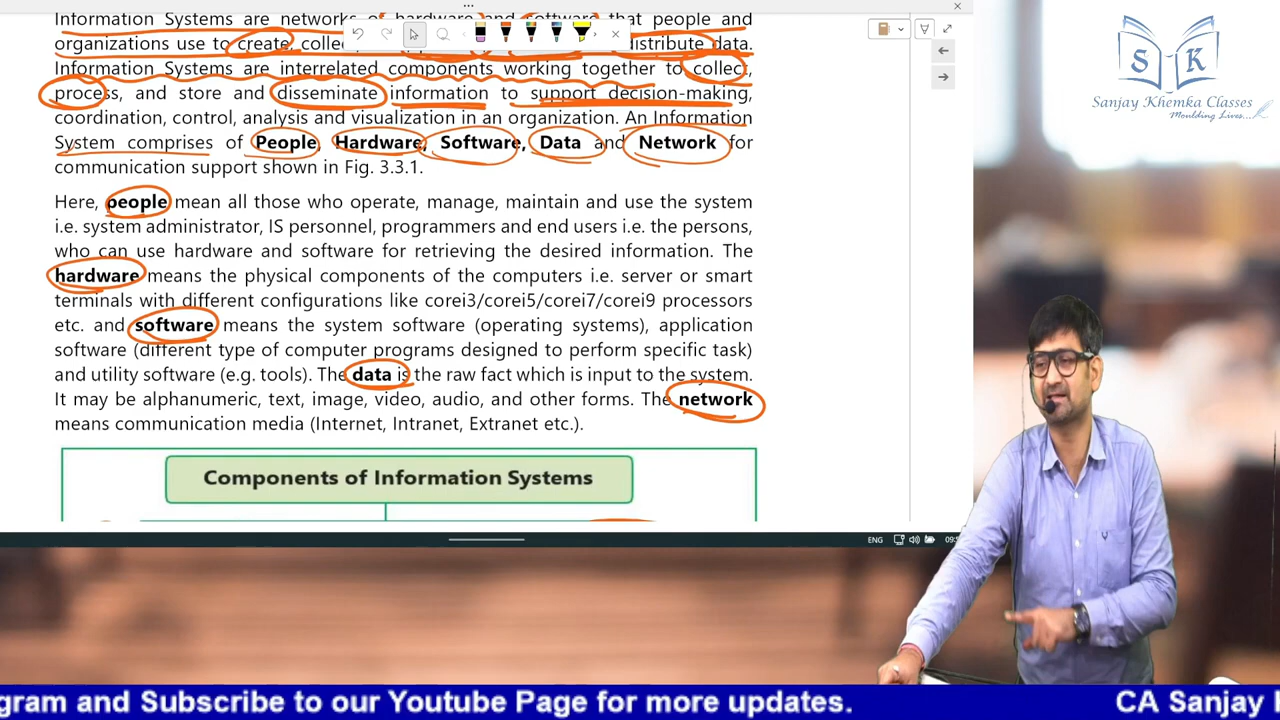 Information Systems are networks of hardware and software that people and
organizations use to create, collec distribute data.
Information Systems are interrelated components working together to collect,
process, and store and disseminate information to support decision-making,
coordination, control, analysis and visualization in an organization. An Information
System comprises of People, Hardware, Software, Data and Network for
communication support shown in Fig. 3.3.1.
Here, people mean all those who operate, manage, maintain and use the system
i.e. system administrator, IS personnel, programmers and end users i.e. the persons,
who can use hardware and software for retrieving the desired information. The
hardware means the physical components of the computers i.e. server or smart
terminals with different configurations like corei3/corei5/corei7/corei9 processors
etc. and software means the system software (operating systems), application
software (different type of computer programs designed to perform specific task)
and utility software (e.g. tools). The data is the raw fact which is input to the system.
It may be alphanumeric, text, image, video, audio, and other forms. The network
means communication media (Internet, Intranet, Extranet etc.).
Components of Information Systems
ENG 09:5
S K
Sanjay Khemka Classes
Moulding Lives...
gram and Subscribe to our Youtube Page for more updates. CA Sanjay